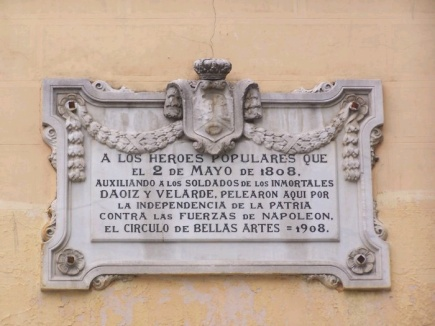 A LOS HEROES POPULARES QUE
EL 2 DE MAYO DE 1808,
AUXILIANDO A LOS SOLDADOS DE LOS INMORTALES
DAOIZ Y VELARDE, PELEARON AQUI POR
LA INDEPENDENCIA DE LA PATRIA
CONTRA LAS FUERZAS DE NAPOLEON,
EL CIRCULO DE BELLAS ARTES = 1908.